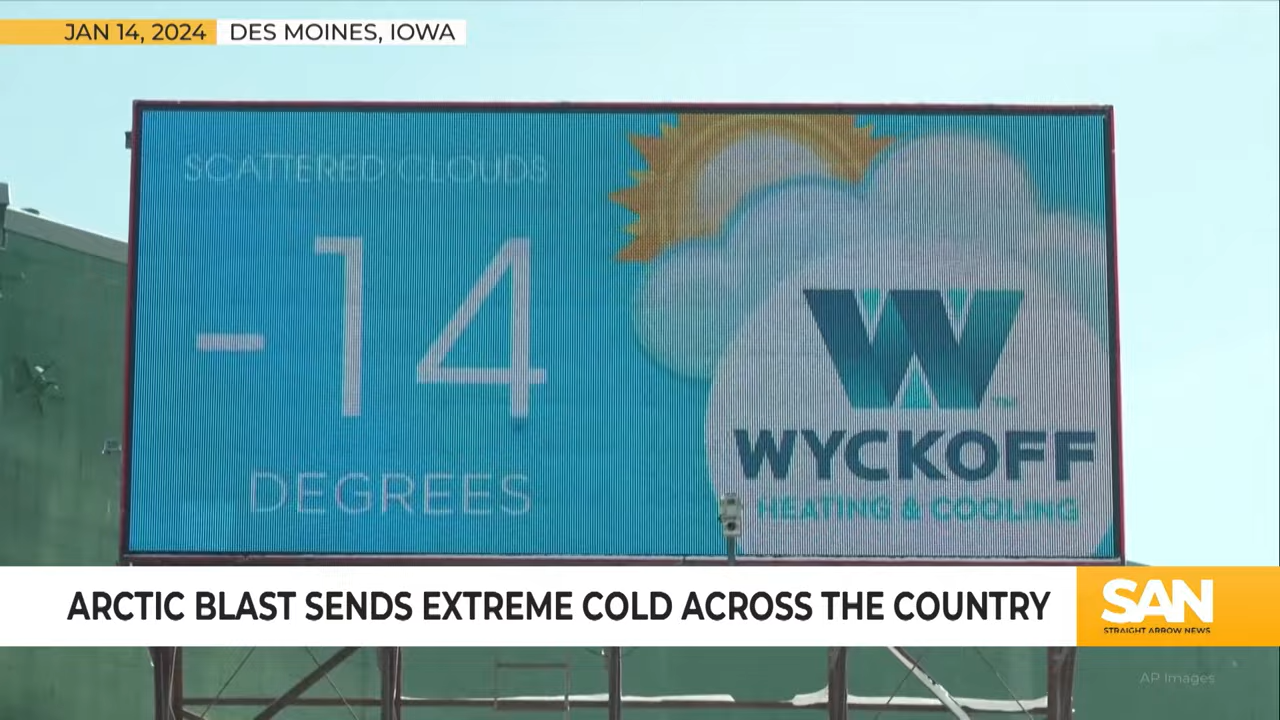 JAN 14, 2024 DES MOINES, IOWA
SCATTERED CLOUDS
-14
DEGREES
W TM
WYCKOFF
HEATING & COOLING
ARCTIC BLAST SENDS EXTREME COLD ACROSS THE COUNTRY
SAN
STRAIGHT ARROW NEWS
AP Images